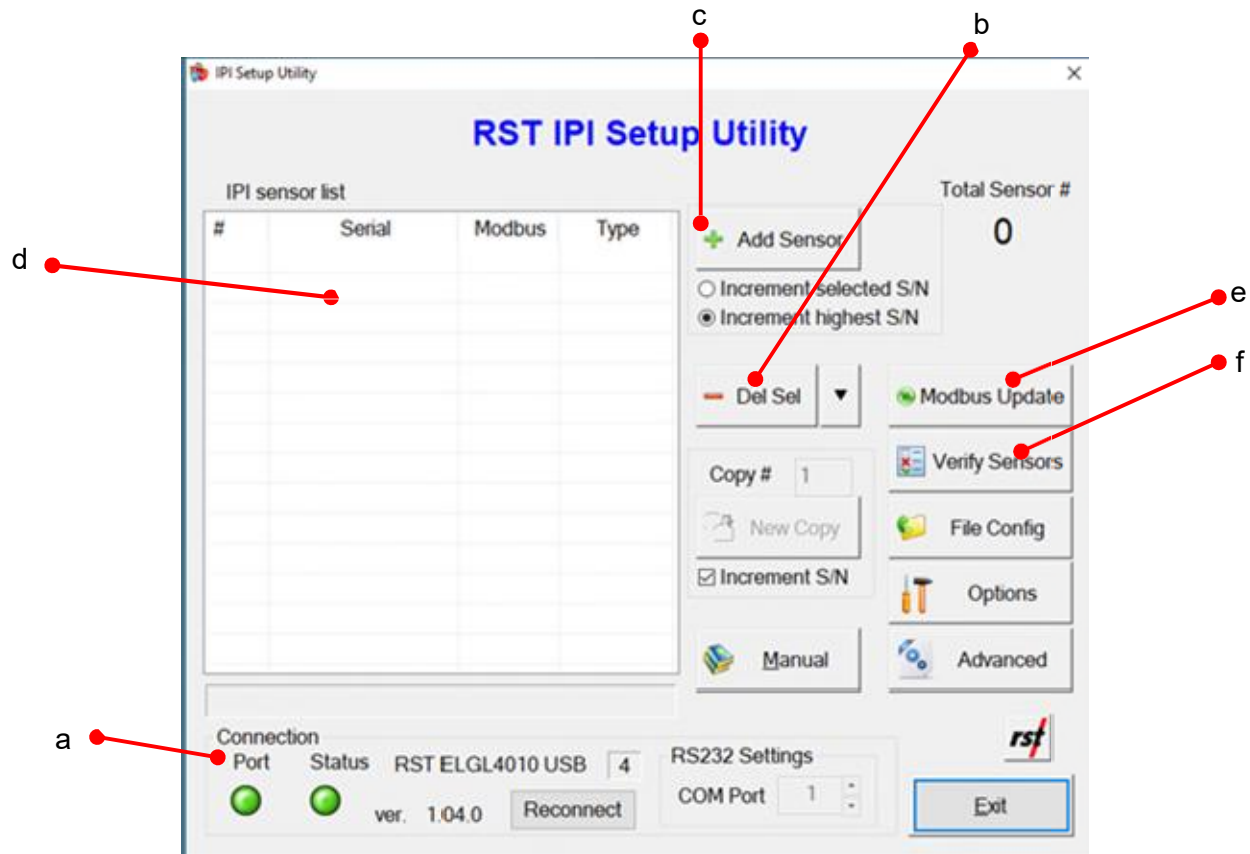 c
b
IPI Setup Utility
RST IPI Setup Utility
IPI sensor list
Total Sensor #
# Serial Modbus Type
Add Sensor
0
d
Increment selected S/N
Increment highest S/N
e
f
Del Sel
Modbus Update
Copy # 1
Verify Sensors
New Copy
File Config
Increment S/N
Options
Manual
Advanced
a
Connection
rst
Port Status RST ELGL4010 USB 4
RS232 Settings
COM Port 1
ver. 1.04.0 Reconnect
Exit